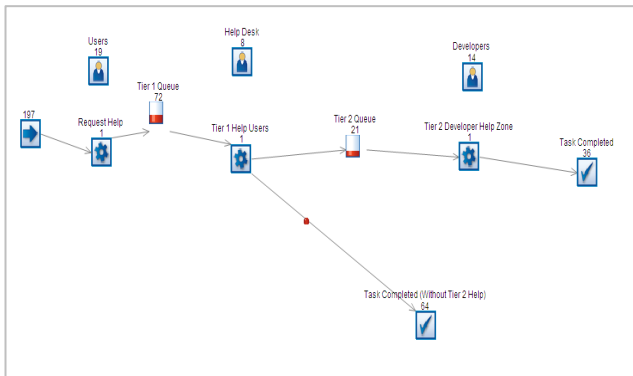 Users
19
Help Desk
8
Developers
14
Tier 1 Queue
72
197
Request Help
1
Tier 1 Help Users
1
Tier 2 Queue
21
Tier 2 Developer Help Zone
1
Task Completed
36
Task Completed (Without Tier 2 Help)
64